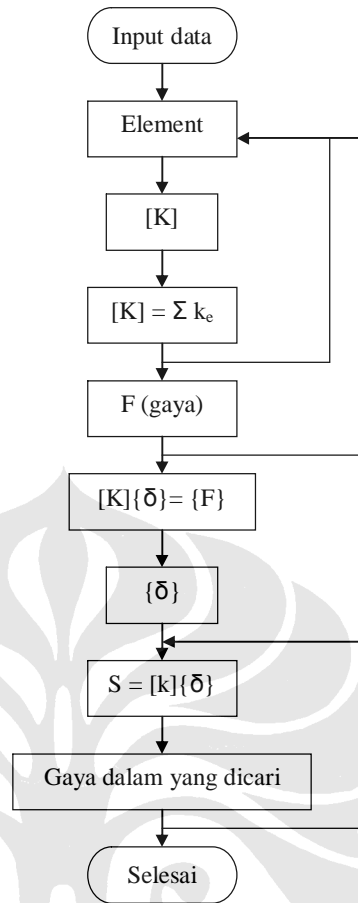 Input data
Element
[K]
[K] = Σ kₑ
F (gaya)
[K]{δ}= {F}
{δ}
S = [k]{δ}
Gaya dalam yang dicari
Selesai